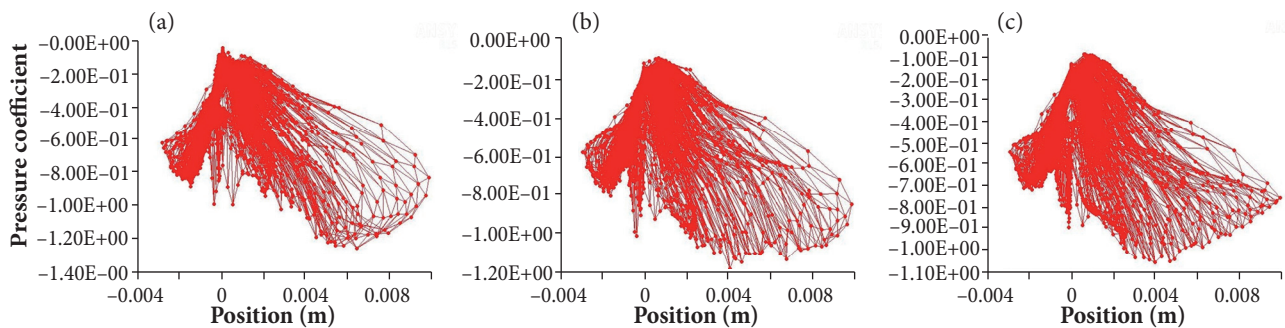 (a)
(b)
(c)
Pressure coefficient
−0.00E+00
−2.00E−01
−4.00E−01
−6.00E−01
−8.00E−01
−1.00E+00
−1.20E+00
−1.40E−00
−0.004
0
0.004
0.008
Position (m)
0.00E+00
−2.00E−01
−4.00E−01
−6.00E−01
−8.00E−01
−1.00E+00
−1.20E+00
−0.004
0
0.004
0.008
Position (m)
0.00E+00
−1.00E−01
−2.00E−01
−3.00E−01
−4.00E−01
−5.00E−01
−6.00E−01
−7.00E−01
−8.00E−01
−9.00E−01
−1.00E+00
−1.10E+00
−0.004
0
0.004
0.008
Position (m)